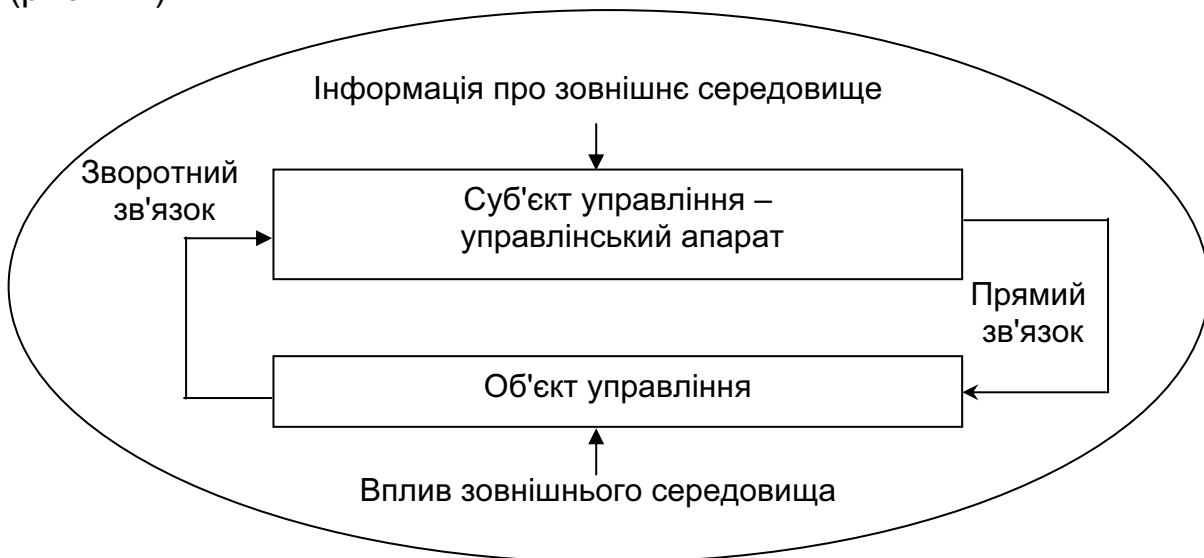 Інформація про зовнішнє середовище
Зворотний
зв'язок
Суб'єкт управління –
управлінський апарат
Прямий
зв'язок
Об'єкт управління
Вплив зовнішнього середовища